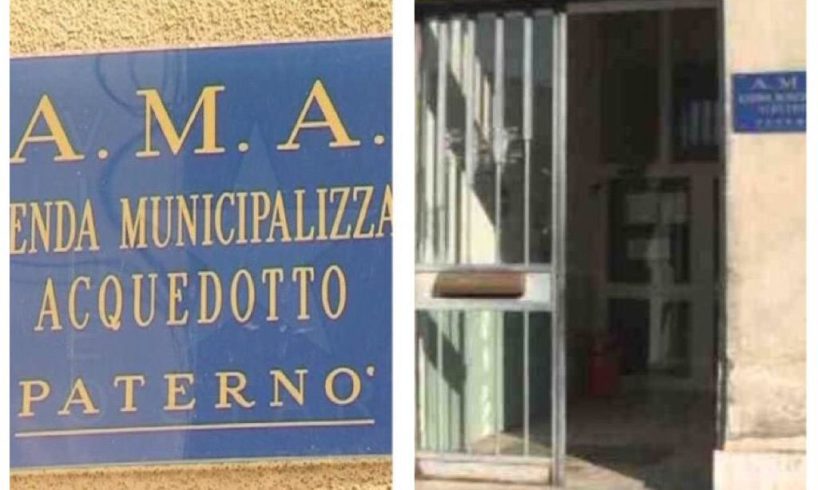 A.M.A.
ENDA MUNICIPALIZZA
ACQUEDOTTO
PATERNO'
A. M